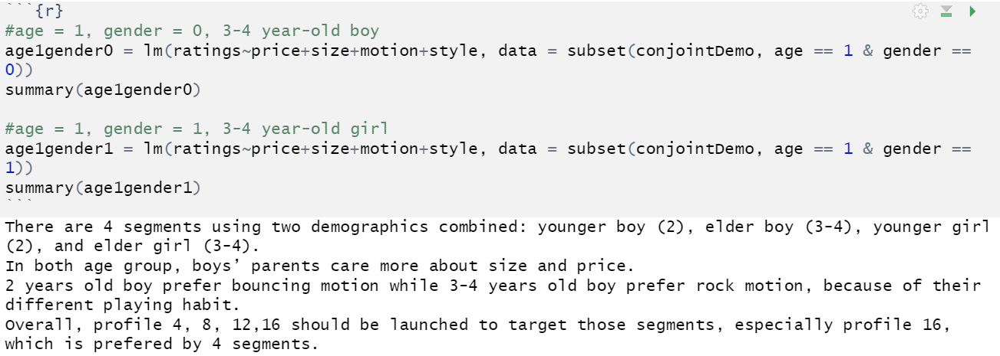 ```{r}
#age = 1, gender = 0, 3-4 year-old boy
age1gender0 = lm(ratings~price+size+motion+style, data = subset(conjointDemo, age == 1 & gender ==
0))
summary(age1gender0)
#age = 1, gender = 1, 3-4 year-old girl
age1gender1 = lm(ratings~price+size+motion+style, data = subset(conjointDemo, age == 1 & gender ==
1))
summary(age1gender1)
```
There are 4 segments using two demographics combined: younger boy (2), elder boy (3-4), younger girl
(2), and elder girl (3-4).
In both age group, boys’ parents care more about size and price.
2 years old boy prefer bouncing motion while 3-4 years old boy prefer rock motion, because of their
different playing habit.
Overall, profile 4, 8, 12,16 should be launched to target those segments, especially profile 16,
which is prefered by 4 segments.